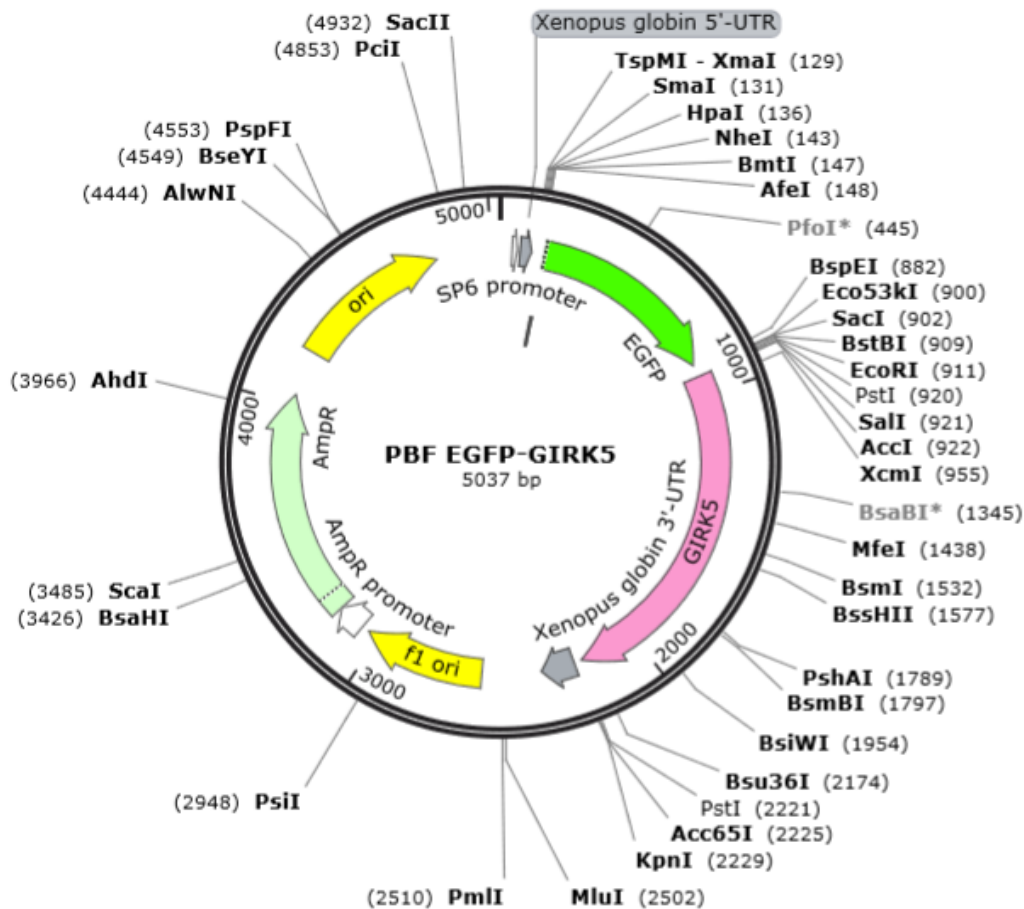 (4932) SacII
(4853) PciI
Xenopus globin 5'-UTR
TspMI - XmaI (129)
SmaI (131)
HpaI (136)
NheI (143)
BmtI (147)
AfeI (148)
PfoI* (445)
(4553) PspFI
(4549) BseYI
(4444) AlwNI
BspEI (882)
Eco53kI (900)
SacI (902)
BstBI (909)
EcoRI (911)
PstI (920)
SalI (921)
AccI (922)
XcmI (955)
BsaBI* (1345)
MfeI (1438)
BsmI (1532)
BssHII (1577)
PshAI (1789)
BsmBI (1797)
BsiWI (1954)
Bsu36I (2174)
PstI (2221)
Acc65I (2225)
KpnI (2229)
MluI (2502)
(2510) PmlI
(2948) PsiI
(3426) BsaHI
(3485) ScaI
(3966) AhdI
5000
1000
2000
3000
4000
SP6 promoter
EGFP
GIRK5
Xenopus globin 3'-UTR
f1 ori
AmpR promoter
AmpR
ori
PBF EGFP-GIRK5
5037 bp